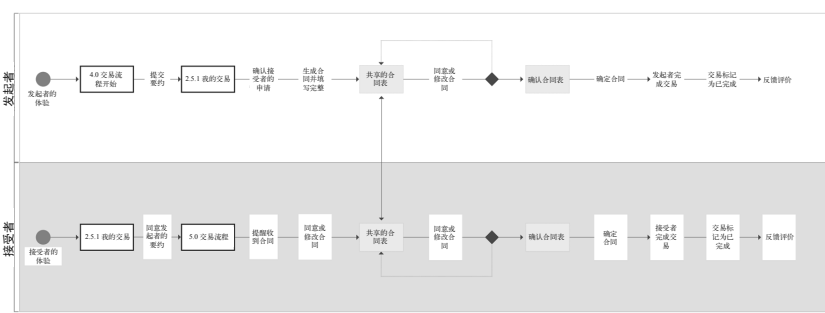 发起者
发起者的
体验
4.0 交易流
程开始
提交
要约
2.5.1 我的交易
确认接
受者的
申请
生成合
同并填
写完整
共享的合
同表
同意或
修改合
同
确认合同表
确定合同
发起者完
成交易
交易标记
为已完成
反馈评价
接受者
接受者的
体验
2.5.1 我的交易
同意发
起者的
要约
5.0 交易流程
提醒收
到合同
同意或
修改合
同
共享的合
同表
同意或
修改合
同
确认合同表
确定
合同
接受者
完成交
易
交易标
记为已
完成
反馈评价